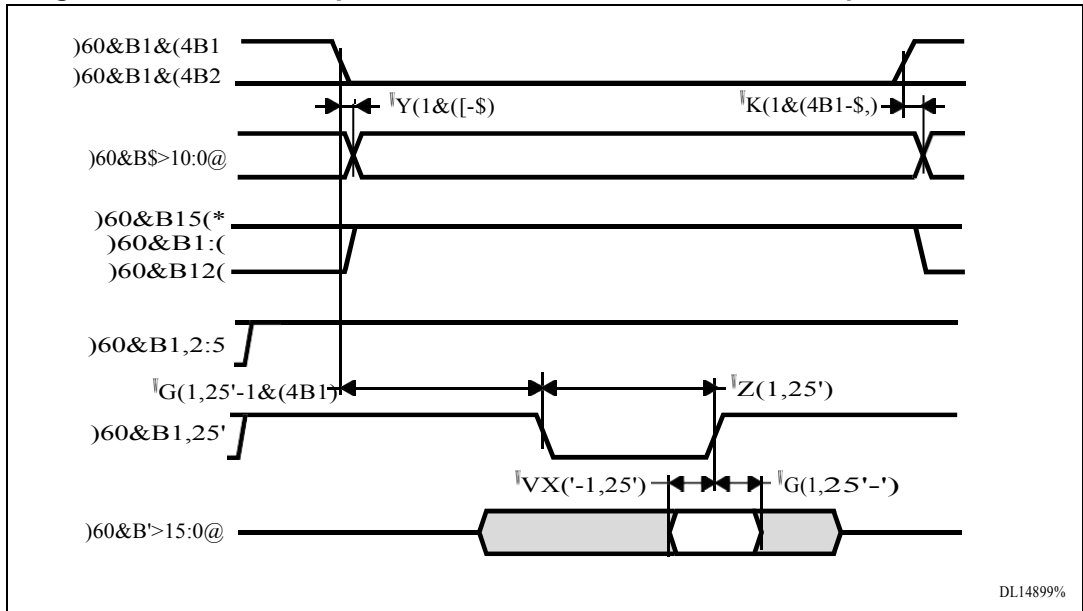 )60&B1&(4B1
)60&B1&(4B2
Y(1&([-$)
K(1&(4B1-$,)
)60&B$>10:0@
)60&B15(*
)60&B1:(
)60&B12(
)60&B1,2:5
G(1,25'-1&(4B1)
Z(1,25')
)60&B1,25'
VX('-1,25')
G(1,25'-')
)60&B'>15:0@
DL14899%